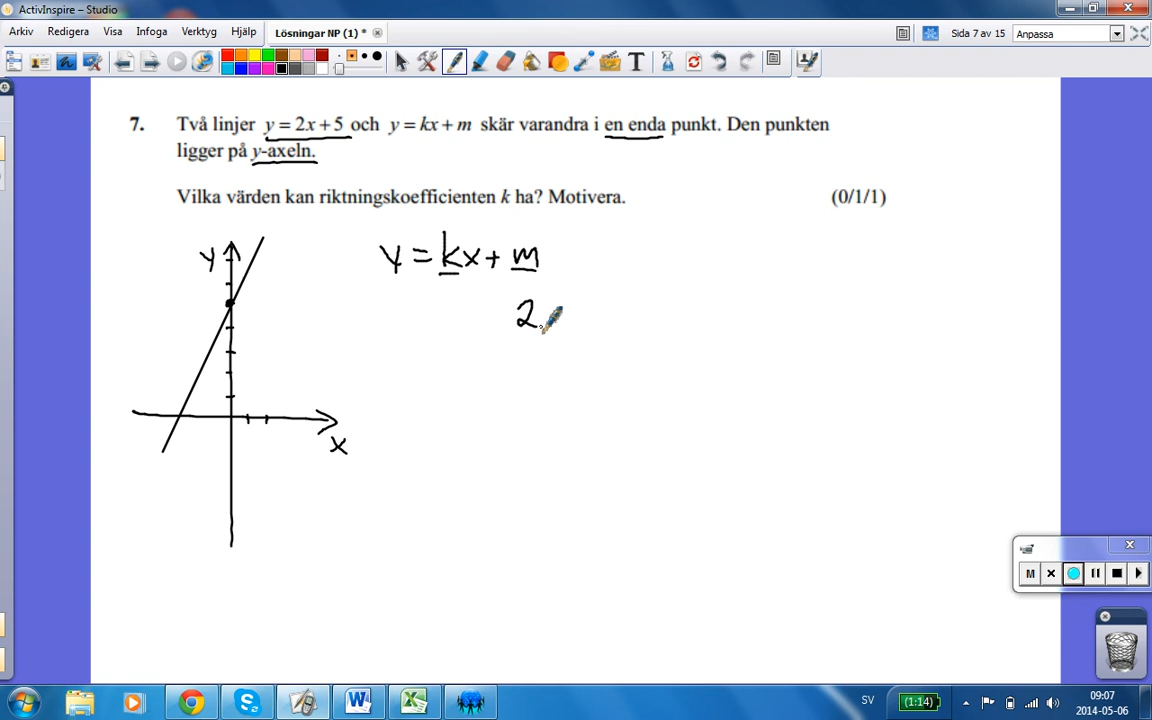 ActivInspire – Studio
Arkiv Redigera Visa Infoga Verktyg Hjälp Lösningar NP (1) * Sida 7 av 15 Anpassa
7. Två linjer y = 2x + 5 och y = kx + m skär varandra i en enda punkt. Den punkten
ligger på y-axeln.
Vilka värden kan riktningskoefficienten k ha? Motivera. (0/1/1)
y
y = kx + m
2
x
M
SV (1:14) 09:07
2014-05-06